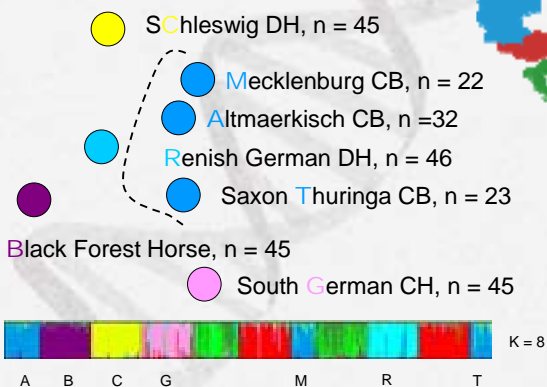 SChleswig DH, n = 45
Mecklenburg CB, n = 22
Altmaerkisch CB, n =32
Renish German DH, n = 46
Saxon Thuringa CB, n = 23
Black Forest Horse, n = 45
South German CH, n = 45
K = 8
A B C G M R T